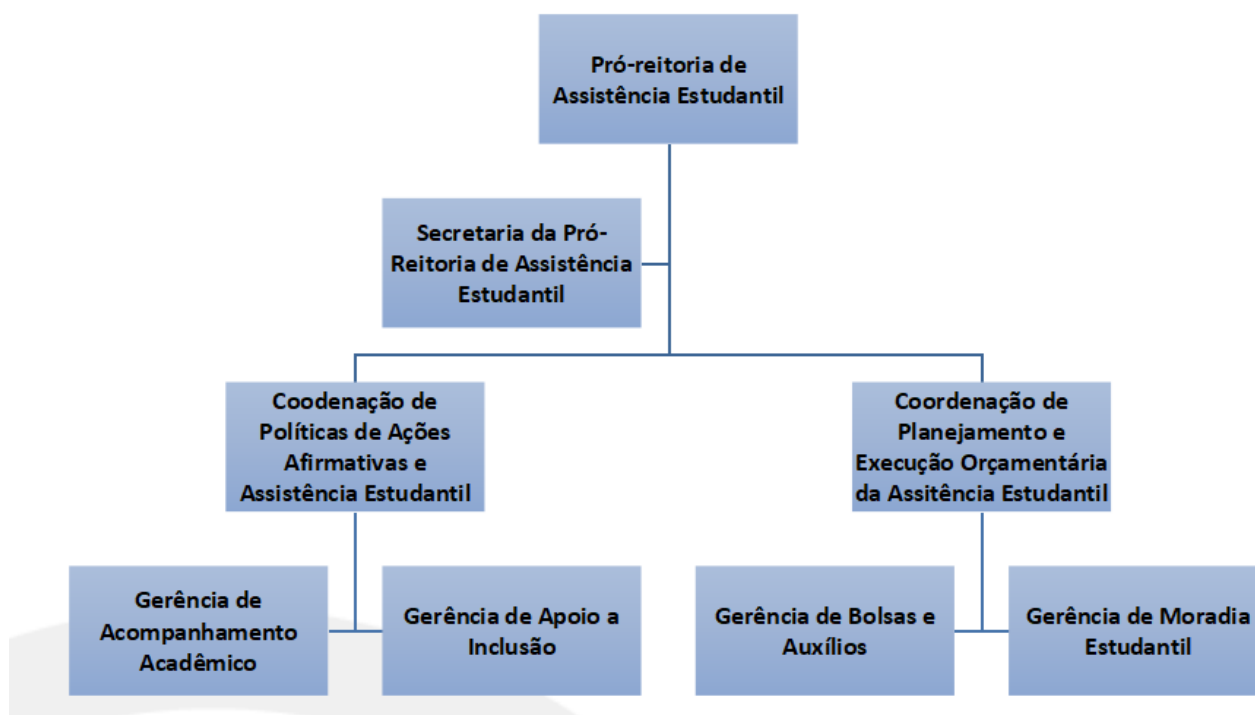 Pró-reitoria de
Assistência Estudantil
Secretaria da Pró-
Reitoria de Assistência
Estudantil
Coodenação de
Políticas de Ações
Afirmativas e
Assistência Estudantil
Coordenação de
Planejamento e
Execução Orçamentária
da Assitência Estudantil
Gerência de
Acompanhamento
Acadêmico
Gerência de Apoio a
Inclusão
Gerência de Bolsas e
Auxílios
Gerência de Moradia
Estudantil